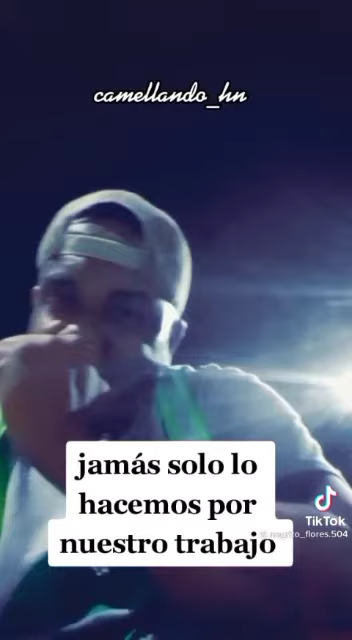 camellando_hn
jamás solo lo
hacemos por
nuestro trabajo
TikTok